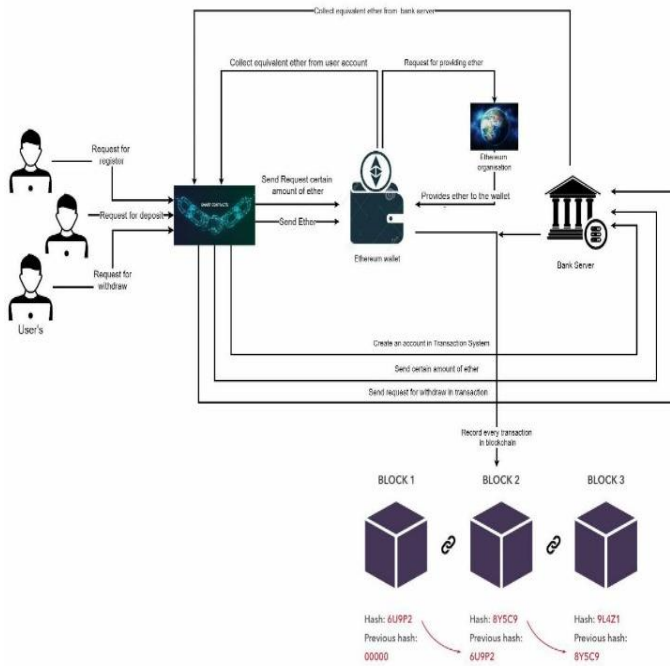 Collect equivalent ether from bank server
Collect equivalent ether from user account
Request for providing ether
Request for
register
Ethereum
organisation
Send Request certain
amount of ether
Provides ether to the wallet
SMART CONTACTS
Request for deposit
Send Ether
Ethereum wallet
Bank Server
Request for
withdraw
User's
Create an account in Transaction System
Send certain amount of ether
Send request for withdraw in transaction
Record every transaction
in blockchain
BLOCK 1
BLOCK 2
BLOCK 3
Hash: 6U9P2
Previous hash:
00000
Hash: 8Y5C9
Previous hash:
6U9P2
Hash: 9L4Z1
Previous hash:
8Y5C9